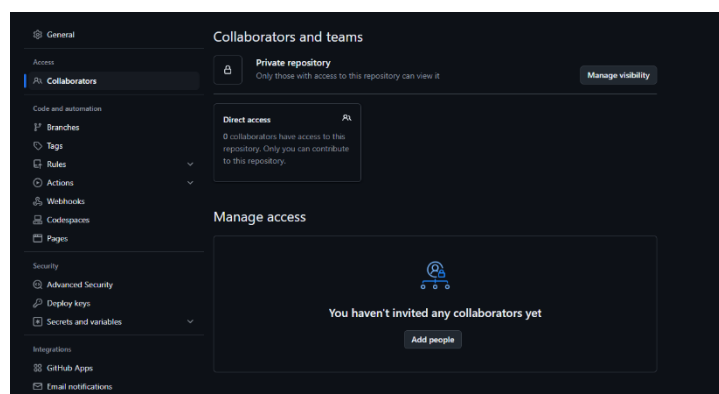 General
Access
Collaborators
Code and automation
Branches
Tags
Rules
Actions
Webhooks
Codespaces
Pages
Security
Advanced Security
Deploy keys
Secrets and variables
Integrations
GitHub Apps
Email notifications
Collaborators and teams
Private repository
Only those with access to this repository can view it
Manage visibility
Direct access
0 collaborators have access to this
repository. Only you can contribute
to this repository.
Manage access
You haven't invited any collaborators yet
Add people